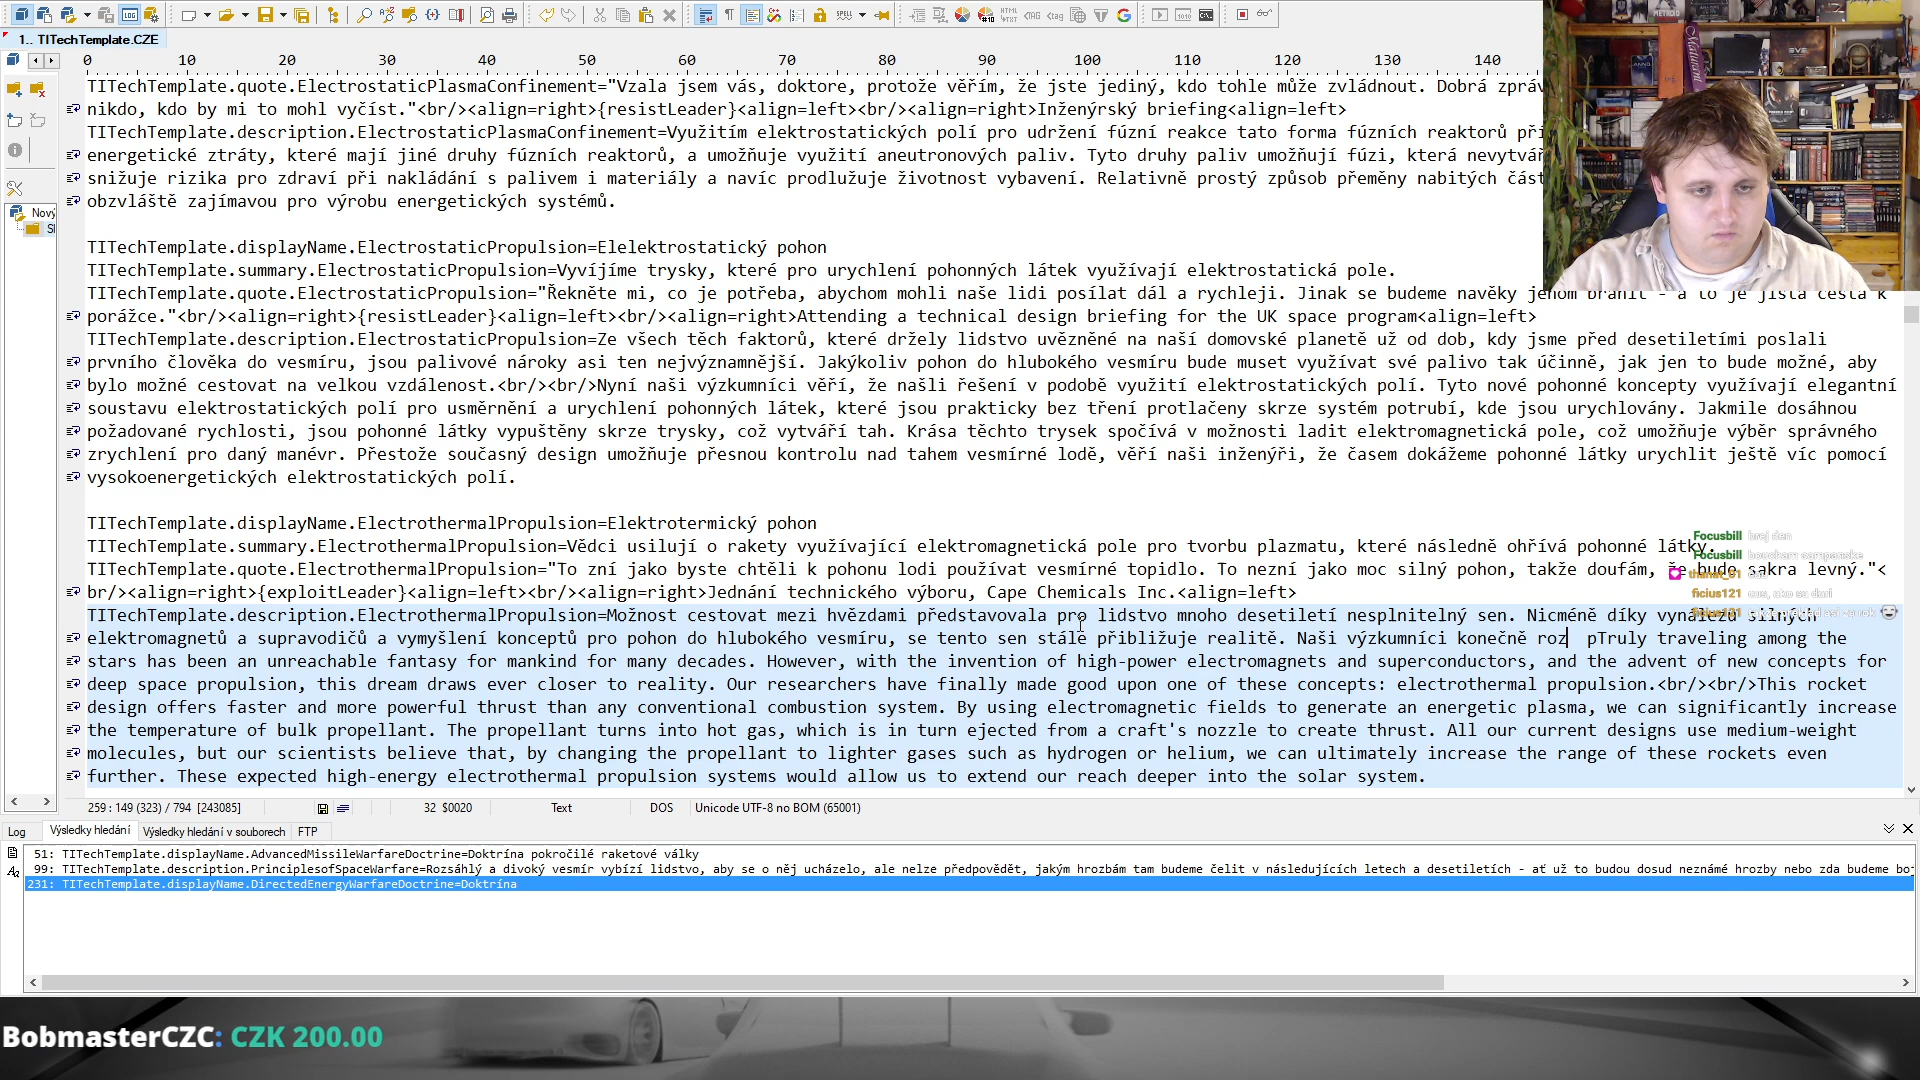 1.. TITechTemplate.CZE
0 10 20 30 40 50 60 70 80 90 100 110 120 130 140
TITechTemplate.quote.ElectrostaticPlasmaConfinement="Vzala jsem vás, doktore, protože věřím, že jste jediný, kdo tohle může zvládnout. Dobrá zpráv
nikdo, kdo by mi to mohl vyčíst."<br/><align=right>{resistLeader}<align=left><br/><align=right>Inženýrský briefing<align=left>
TITechTemplate.description.ElectrostaticPlasmaConfinement=Využitím elektrostatických polí pro udržení fúzní reakce tato forma fúzních reaktorů při
energetické ztráty, které mají jiné druhy fúzních reaktorů, a umožňuje využití aneutronových paliv. Tyto druhy paliv umožňují fúzi, která nevytvář
snižuje rizika pro zdraví při nakládání s palivem i materiály a navíc prodlužuje životnost vybavení. Relativně prostý způsob přeměny nabitých část
obzvláště zajímavou pro výrobu energetických systémů.
Nový
Sl
TITechTemplate.displayName.ElectrostaticPropulsion=Elelektrostatický pohon
TITechTemplate.summary.ElectrostaticPropulsion=Vyvíjíme trysky, které pro urychlení pohonných látek využívají elektrostatická pole.
TITechTemplate.quote.ElectrostaticPropulsion="Řekněte mi, co je potřeba, abychom mohli naše lidi posílat dál a rychleji. Jinak se budeme navěky jenom bránit - a to je jistá cesta k
porážce."<br/><align=right>{resistLeader}<align=left><br/><align=right>Attending a technical design briefing for the UK space program<align=left>
TITechTemplate.description.ElectrostaticPropulsion=Ze všech těch faktorů, které držely lidstvo uvězněné na naší domovské planetě už od dob, kdy jsme před desetiletími poslali
prvního člověka do vesmíru, jsou palivové nároky asi ten nejvýznamnější. Jakýkoliv pohon do hlubokého vesmíru bude muset využívat své palivo tak účinně, jak jen to bude možné, aby
bylo možné cestovat na velkou vzdálenost.<br/><br/>Nyní naši výzkumníci věří, že našli řešení v podobě využití elektrostatických polí. Tyto nové pohonné koncepty využívají elegantní
soustavu elektrostatických polí pro usměrnění a urychlení pohonných látek, které jsou prakticky bez tření protlačeny skrze systém potrubí, kde jsou urychlovány. Jakmile dosáhnou
požadované rychlosti, jsou pohonné látky vypuštěny skrze trysky, což vytváří tah. Krása těchto trysek spočívá v možnosti ladit elektromagnetická pole, což umožňuje výběr správného
zrychlení pro daný manévr. Přestože současný design umožňuje přesnou kontrolu nad tahem vesmírné lodě, věří naši inženýři, že časem dokážeme pohonné látky urychlit ještě víc pomocí
vysokoenergetických elektrostatických polí.
TITechTemplate.displayName.ElectrothermalPropulsion=Elektrotermický pohon
TITechTemplate.summary.ElectrothermalPropulsion=Vědci usilují o rakety využívající elektromagnetická pole pro tvorbu plazmatu, které následně ohřívá pohonné látky.
TITechTemplate.quote.ElectrothermalPropulsion="To zní jako byste chtěli k pohonu lodi používat vesmírné topidlo. To nezní jako moc silný pohon, takže doufám, že bude sakra levný."<
br/><align=right>{exploitLeader}<align=left><br/><align=right>Jednání technického výboru, Cape Chemicals Inc.<align=left>
TITechTemplate.description.ElectrothermalPropulsion=Možnost cestovat mezi hvězdami představovala pro lidstvo mnoho desetiletí nesplnitelný sen. Nicméně díky vynálezu silných
elektromagnetů a supravodičů a vymyšlení konceptů pro pohon do hlubokého vesmíru, se tento sen stále přibližuje realitě. Naši výzkumníci konečně roz  pTruly traveling among the
stars has been an unreachable fantasy for mankind for many decades. However, with the invention of high-power electromagnets and superconductors, and the advent of new concepts for
deep space propulsion, this dream draws ever closer to reality. Our researchers have finally made good upon one of these concepts: electrothermal propulsion.<br/><br/>This rocket
design offers faster and more powerful thrust than any conventional combustion system. By using electromagnetic fields to generate an energetic plasma, we can significantly increase
the temperature of bulk propellant. The propellant turns into hot gas, which is in turn ejected from a craft's nozzle to create thrust. All our current designs use medium-weight
molecules, but our scientists believe that, by changing the propellant to lighter gases such as hydrogen or helium, we can ultimately increase the range of these rockets even
further. These expected high-energy electrothermal propulsion systems would allow us to extend our reach deeper into the solar system.
Focusbill hrej den
Focusbill
ficius121
ficius121
259: 149 (323) / 794 [243085] 32 $0020 Text DOS Unicode UTF-8 no BOM (65001)
Log Výsledky hledání Výsledky hledání v souborech FTP
51: TITechTemplate.displayName.AdvancedMissileWarfareDoctrine=Doktrína pokročilé raketové války
99: TITechTemplate.description.PrinciplesofSpaceWarfare=Rozsáhlý a divoký vesmír vybízí lidstvo, aby se o něj ucházelo, ale nelze předpovědět, jakým hrozbám tam budeme čelit v následujících letech a desetiletích - ať už to budou dosud neznámé hrozby nebo zda budeme bo
231: TITechTemplate.displayName.DirectedEnergyWarfareDoctrine=Doktrína
BobmasterCZC: CZK 200.00